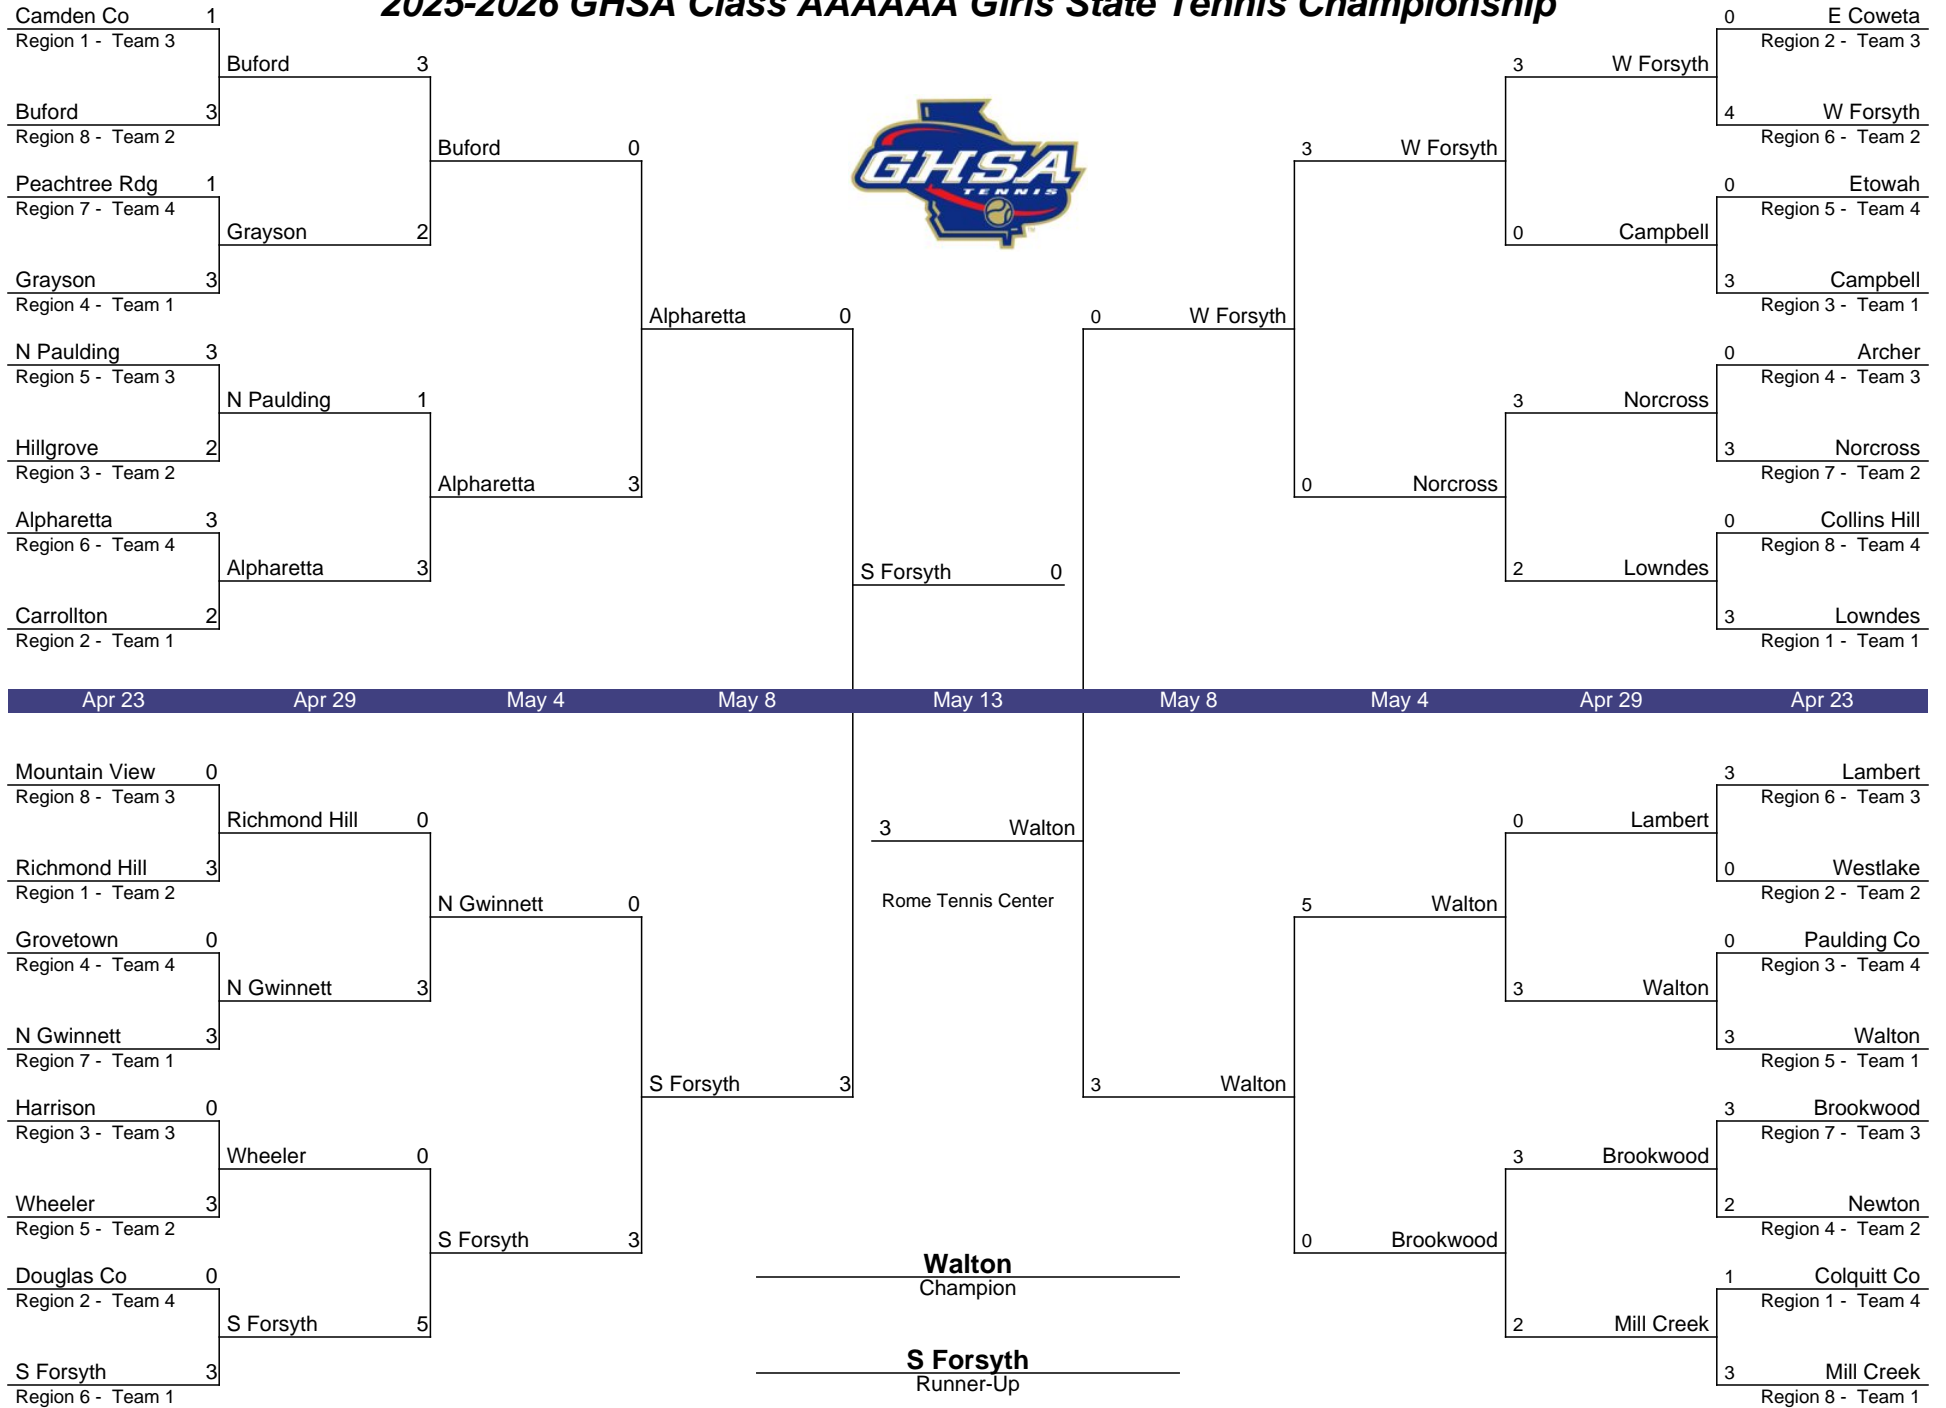 2025-2026 GHSA Class AAAAAA Girls State Tennis Championship
Camden Co 1
Region 1 - Team 3
Buford 3
Region 8 - Team 2
Peachtree Rdg 1
Region 7 - Team 4
Grayson 3
Region 4 - Team 1
N Paulding 3
Region 5 - Team 3
Hillgrove 2
Region 3 - Team 2
Alpharetta 3
Region 6 - Team 4
Carrollton 2
Region 2 - Team 1
Buford 3
Grayson 2
N Paulding 1
Alpharetta 3
Buford 0
Alpharetta 3
Alpharetta 0
S Forsyth 0
GHSA
TENNIS
0 W Forsyth
3 W Forsyth
0 Norcross
3 W Forsyth
0 Campbell
3 Norcross
2 Lowndes
0 E Coweta
Region 2 - Team 3
4 W Forsyth
Region 6 - Team 2
0 Etowah
Region 5 - Team 4
3 Campbell
Region 3 - Team 1
0 Archer
Region 4 - Team 3
3 Norcross
Region 7 - Team 2
0 Collins Hill
Region 8 - Team 4
3 Lowndes
Region 1 - Team 1
Apr 23 Apr 29 May 4 May 8 May 13 May 8 May 4 Apr 29 Apr 23
Mountain View 0
Region 8 - Team 3
Richmond Hill 3
Region 1 - Team 2
Grovetown 0
Region 4 - Team 4
N Gwinnett 3
Region 7 - Team 1
Harrison 0
Region 3 - Team 3
Wheeler 3
Region 5 - Team 2
Douglas Co 0
Region 2 - Team 4
S Forsyth 3
Region 6 - Team 1
Richmond Hill 0
N Gwinnett 3
Wheeler 0
S Forsyth 5
N Gwinnett 0
S Forsyth 3
S Forsyth 3
3 Walton
Rome Tennis Center
3 Walton
5 Walton
0 Brookwood
0 Lambert
3 Walton
3 Brookwood
2 Mill Creek
3 Lambert
Region 6 - Team 3
0 Westlake
Region 2 - Team 2
0 Paulding Co
Region 3 - Team 4
3 Walton
Region 5 - Team 1
3 Brookwood
Region 7 - Team 3
2 Newton
Region 4 - Team 2
1 Colquitt Co
Region 1 - Team 4
3 Mill Creek
Region 8 - Team 1
Walton
Champion
S Forsyth
Runner-Up